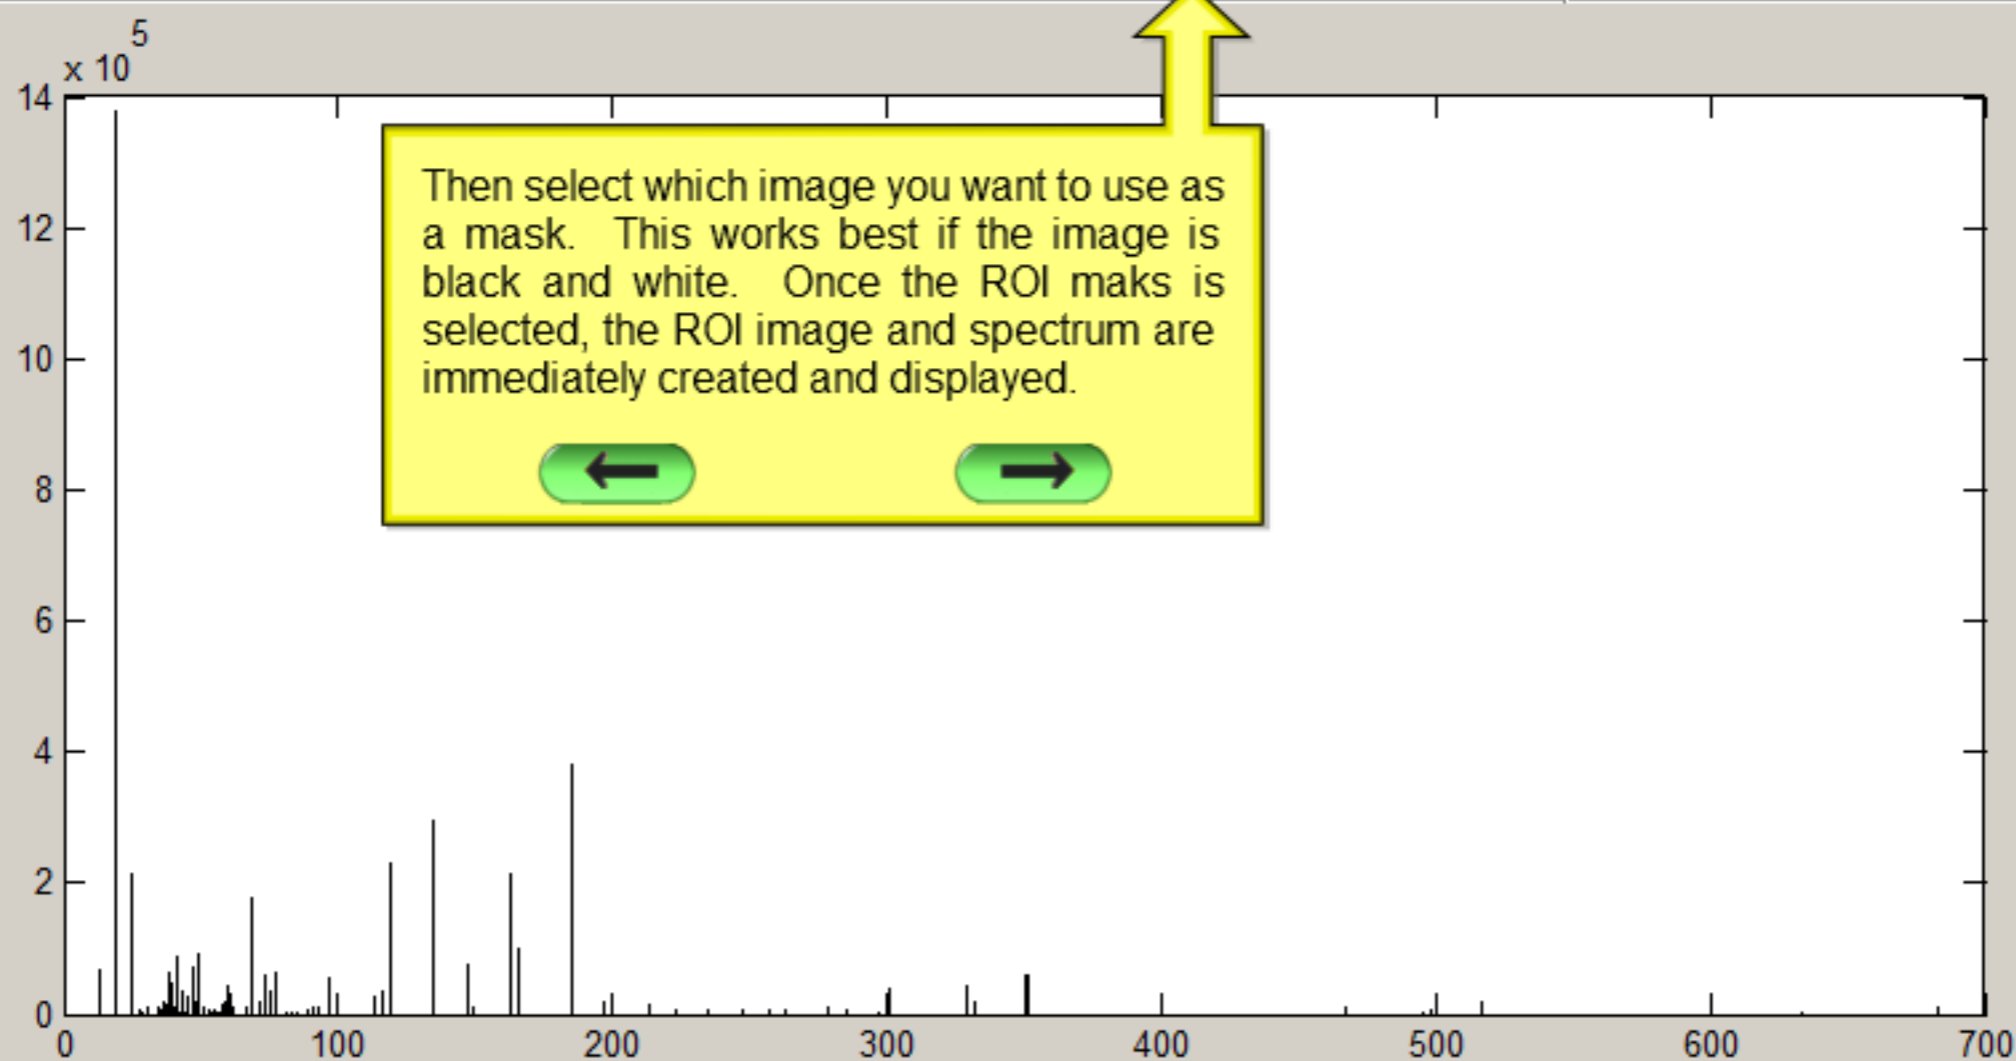 5
x 10
14
12
10
8
6
4
2
0
Then select which image you want to use as
a mask. This works best if the image is
black and white. Once the ROI maks is
selected, the ROI image and spectrum are
immediately created and displayed.
0 100 200 300 400 500 600 700